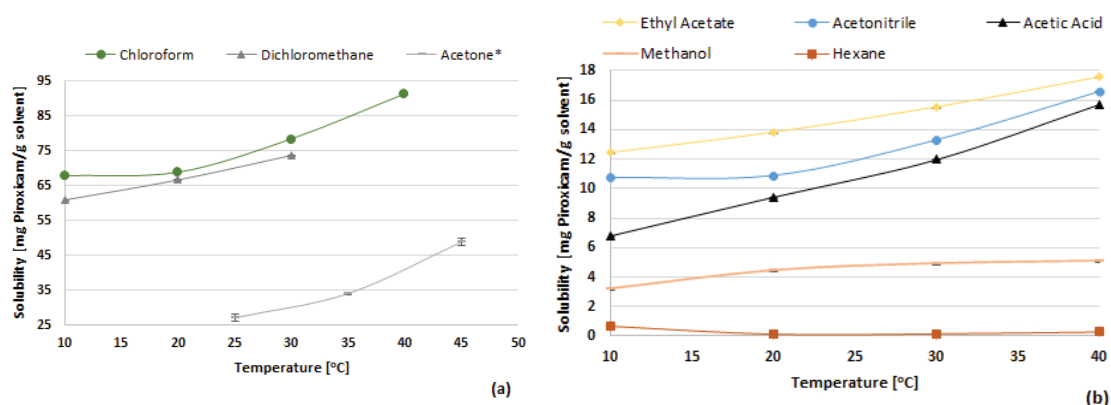 Chloroform Dichloromethane Acetone*
Solubility [mg Piroxicam/g solvent]
95
85
75
65
55
45
35
25
10 15 20 25 30 35 40 45 50
Temperature [°C]
(a)
Ethyl Acetate Acetonitrile Acetic Acid
Methanol Hexane
Solubility [mg Piroxicam/g solvent]
18
16
14
12
10
8
6
4
2
0
10 15 20 25 30 35 40
Temperature [°C]
(b)